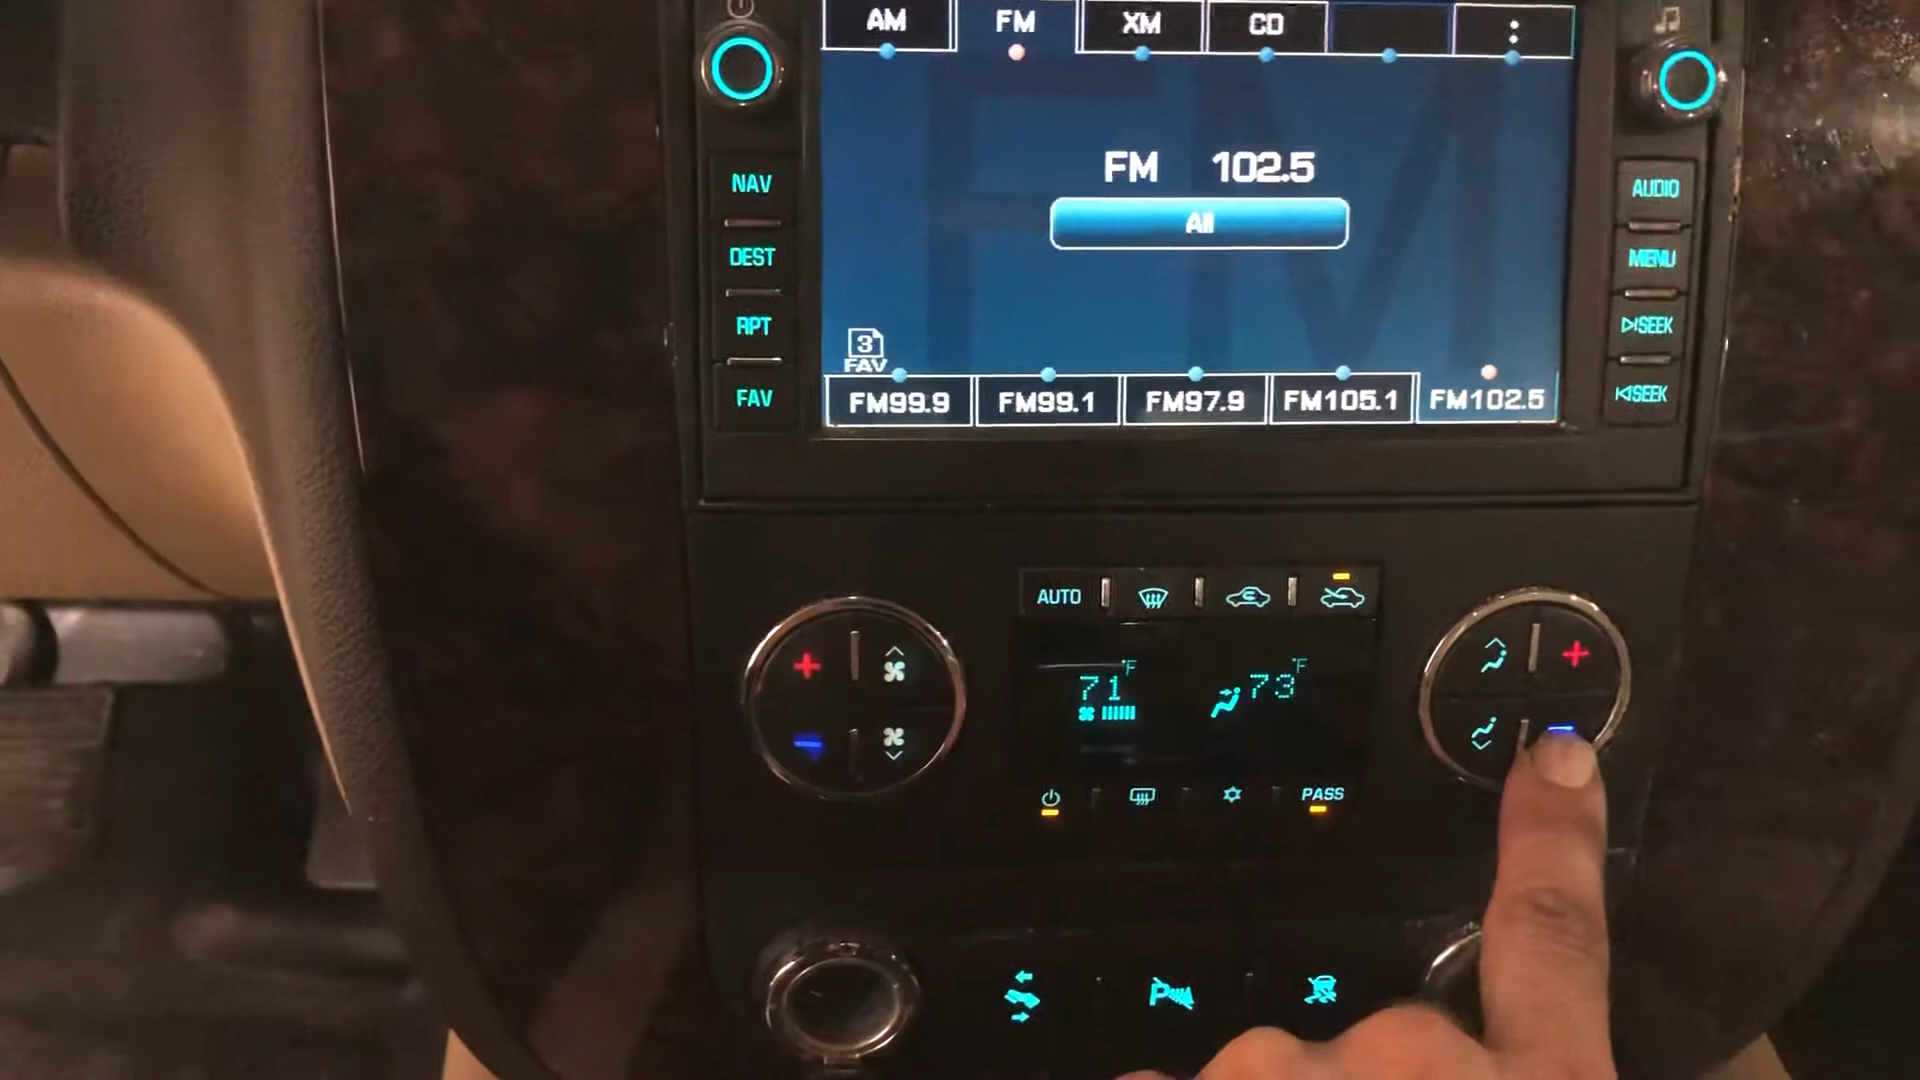 AM FM XM CD
NAV
DEST
RPT
FAV
FM 102.5
All
3
FAV
FM99.9 FM99.1 FM97.9 FM105.1 FM102.5
AUDIO
MENU
SEEK
SEEK
AUTO
71°F
73°F
PASS
P